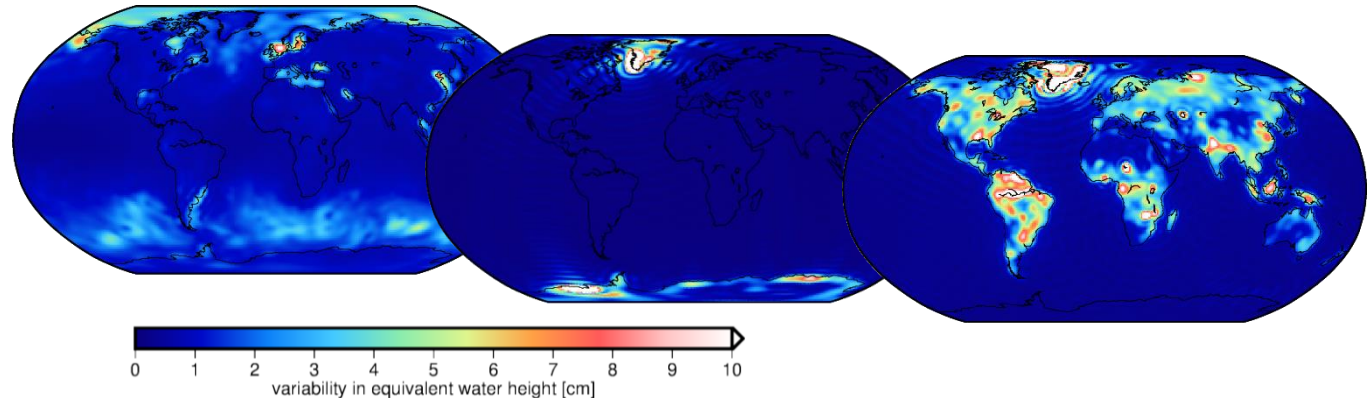 0 1 2 3 4 5 6 7 8 9 10
variability in equivalent water height [cm]